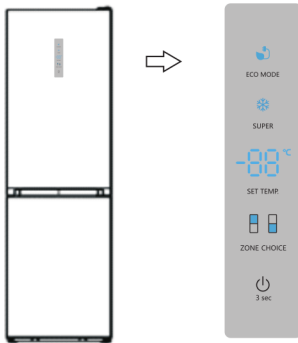 ECO MODE
SUPER
-88°C
SET TEMP.
ZONE CHOICE
3 sec